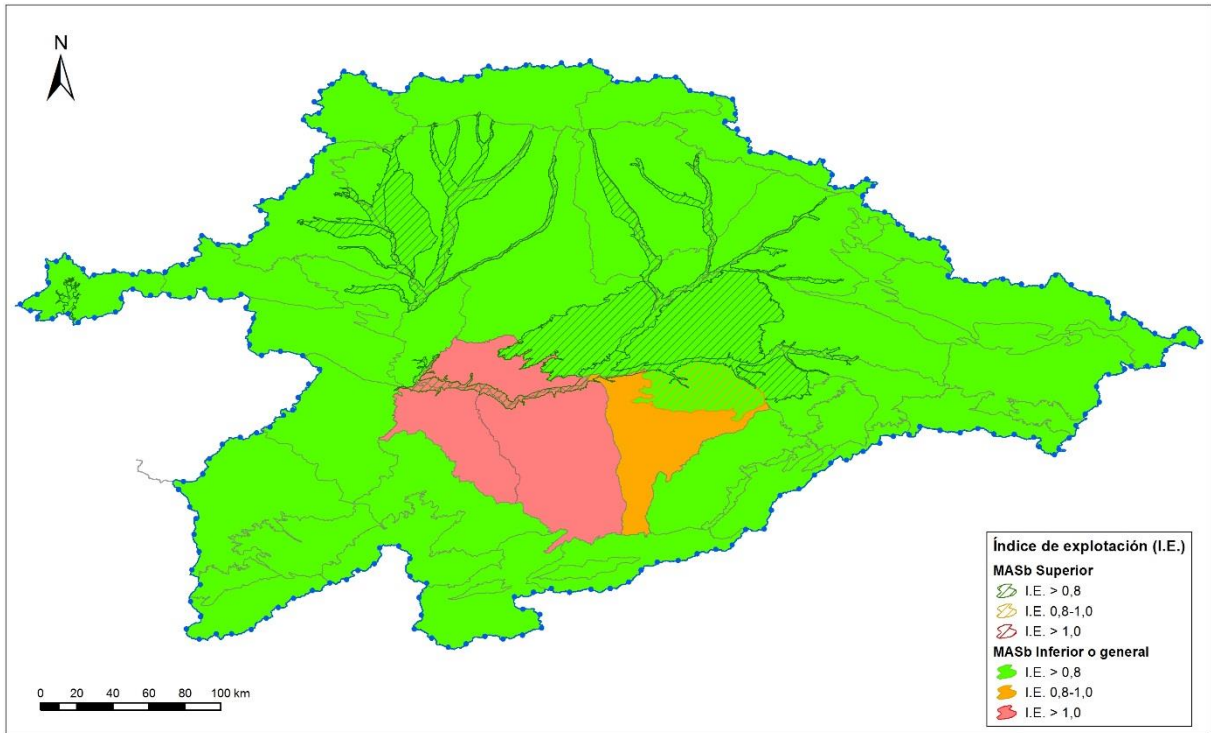 N
Índice de explotación (I.E.)
MASb Superior
I.E. > 0,8
I.E. 0,8-1,0
I.E. > 1,0
MASb Inferior o general
I.E. > 0,8
I.E. 0,8-1,0
I.E. > 1,0
0 20 40 60 80 100 km